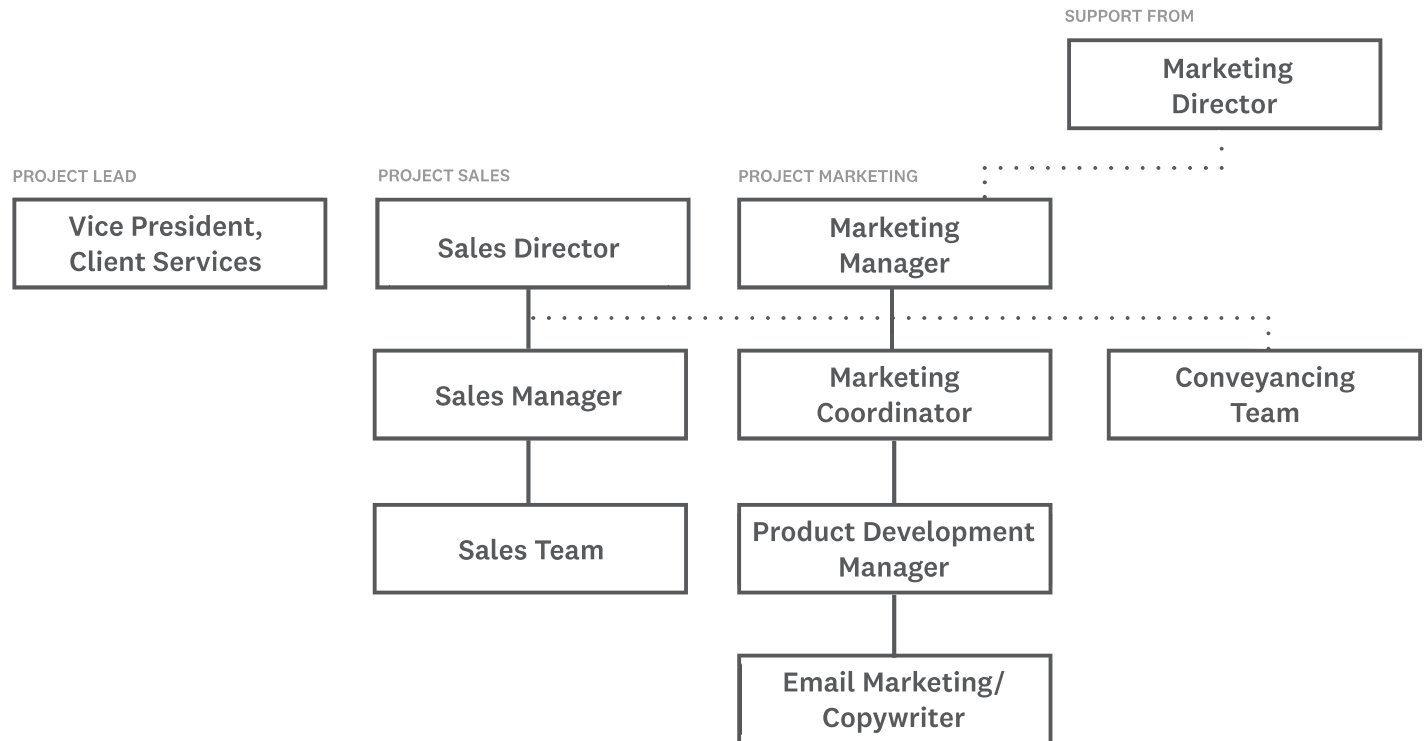 SUPPORT FROM
Marketing
Director
PROJECT LEAD
Vice President,
Client Services
PROJECT SALES
Sales Director
PROJECT MARKETING
Marketing
Manager
Sales Manager
Marketing
Coordinator
Conveyancing
Team
Sales Team
Product Development
Manager
Email Marketing/
Copywriter